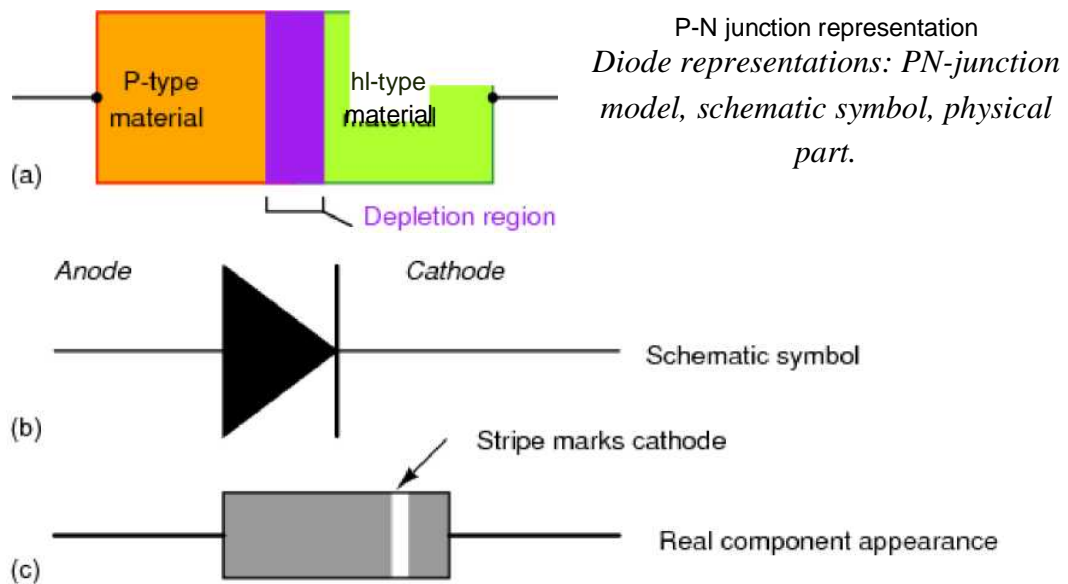 P-N junction representation
Diode representations: PN-junction
model, schematic symbol, physical
part.
P-type
material
hl-type
material
(a)
Depletion region
Anode
Cathode
Schematic symbol
(b)
Stripe marks cathode
Real component appearance
(c)